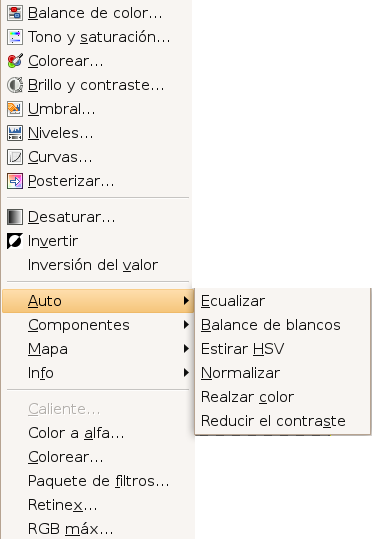 Balance de color...
Tono y saturación...
Colorear...
Brillo y contraste...
Umbral...
Niveles...
Curvas...
Posterizar...
Desaturar...
Invertir
Inversión del valor
Auto
Componentes
Mapa
Info
Caliente...
Color a alfa...
Colorear...
Paquete de filtros...
Retinex...
RGB máx...
Ecualizar
Balance de blancos
Estirar HSV
Normalizar
Realzar color
Reducir el contraste